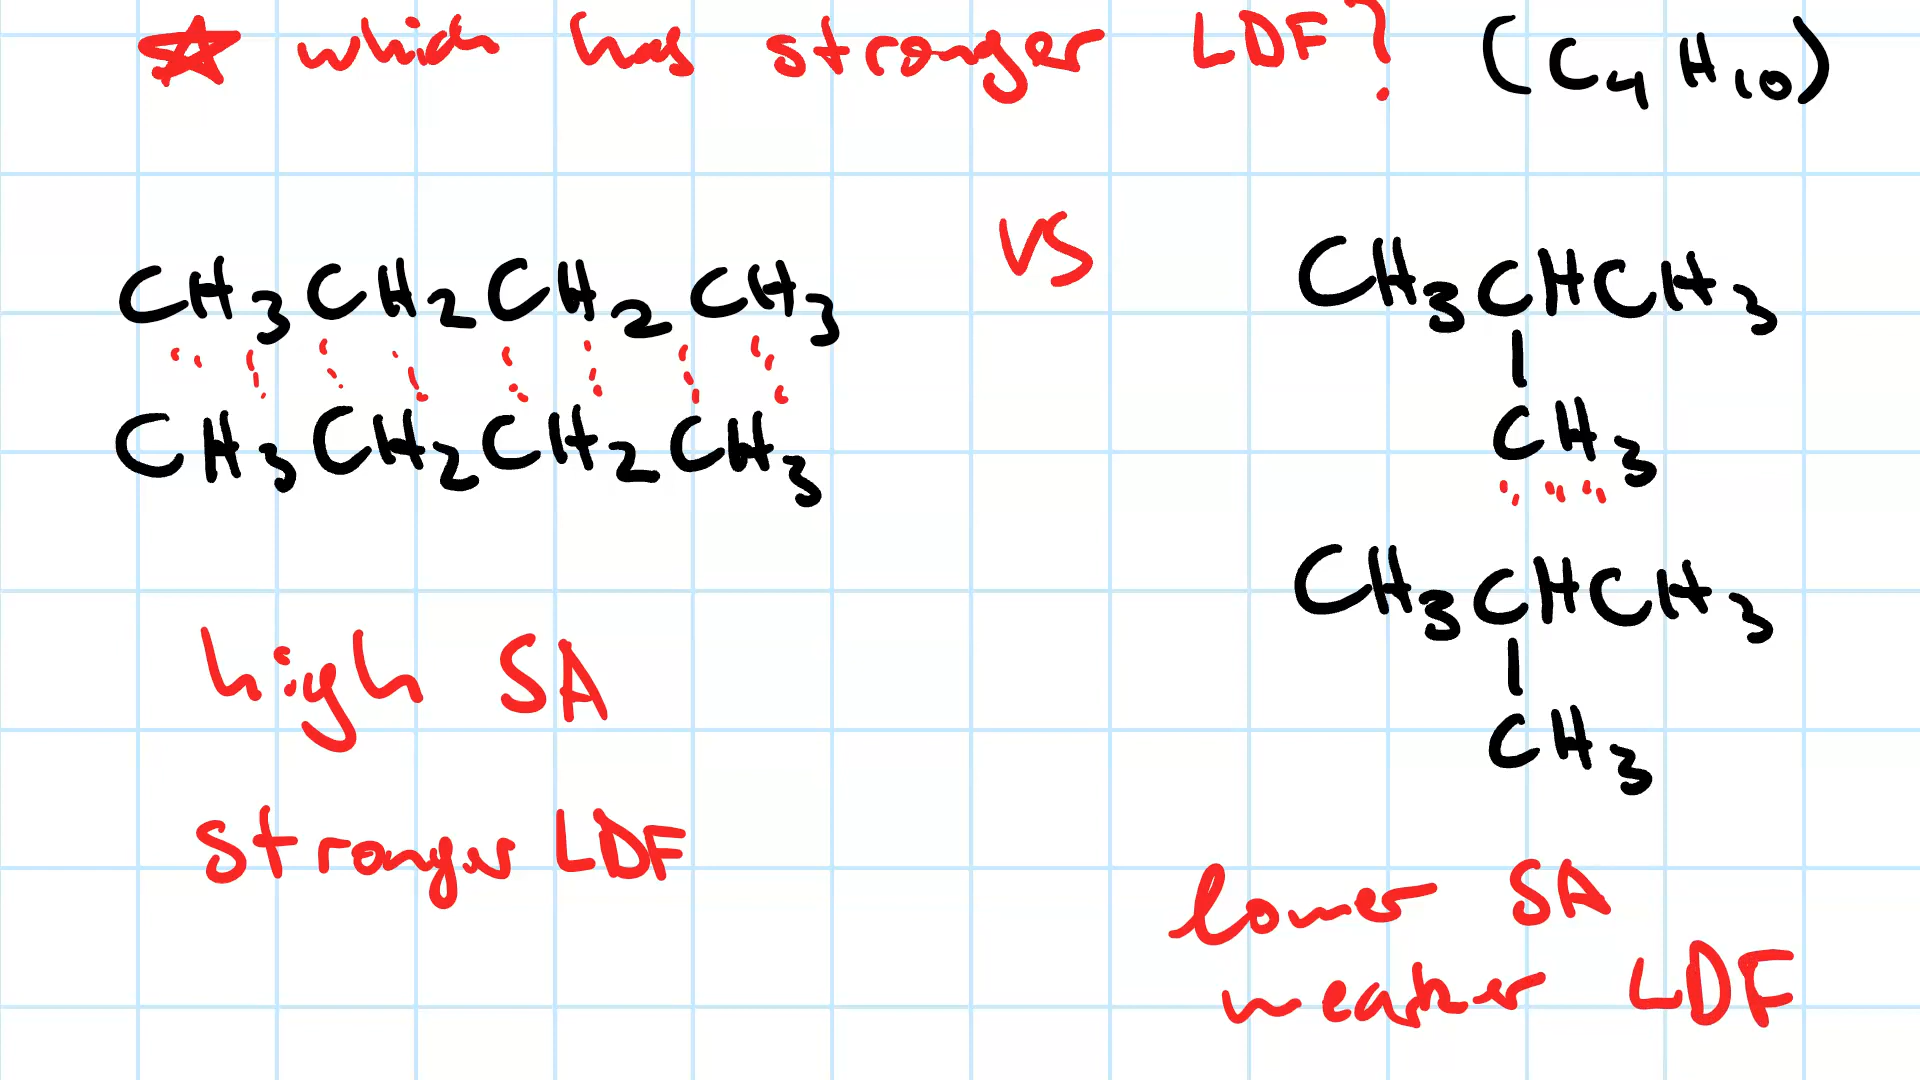 which has stronger LDF? (C4H10)
CH3CH2CH2CH3 VS CH3CHCH3
CH3
CH3CH2CH2CH3
CH3CHCH3
CH3
high SA
stronger LDF
lower SA
weaker LDF